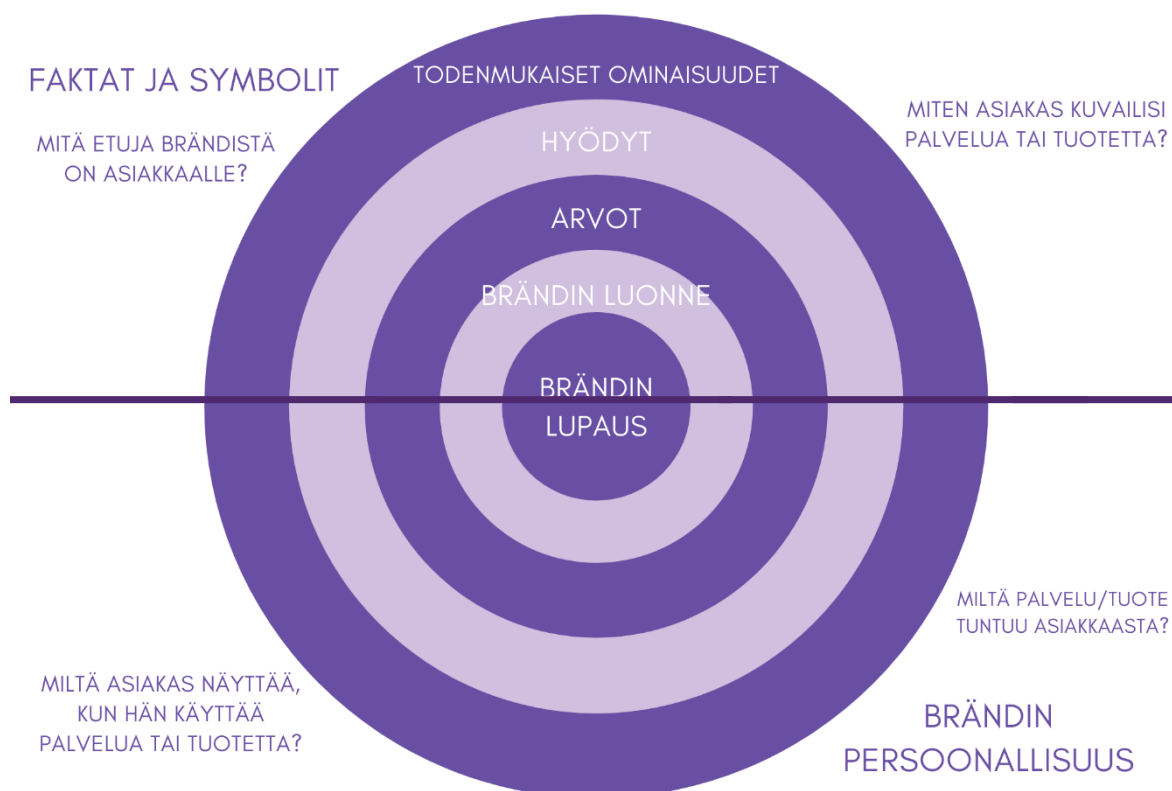 FAKTAT JA SYMBOLIT
MITÄ ETUJA BRÄNDISTÄ
ON ASIAKKAALLE?
TODENMUKAISET OMINAISUUDET
HYÖDYT
ARVOT
BRÄNDIN LUONNE
BRÄNDIN
LUPAUS
MITEN ASIAKAS KUVAILISI
PALVELUA TAI TUOTETTA?
MILTÄ ASIAKAS NÄYTTÄÄ,
KUN HÄN KÄYTTÄÄ
PALVELUA TAI TUOTETTA?
MILTÄ PALVELU/TUOTE
TUNTUU ASIAKKAASTA?
BRÄNDIN
PERSOONALLISUUS